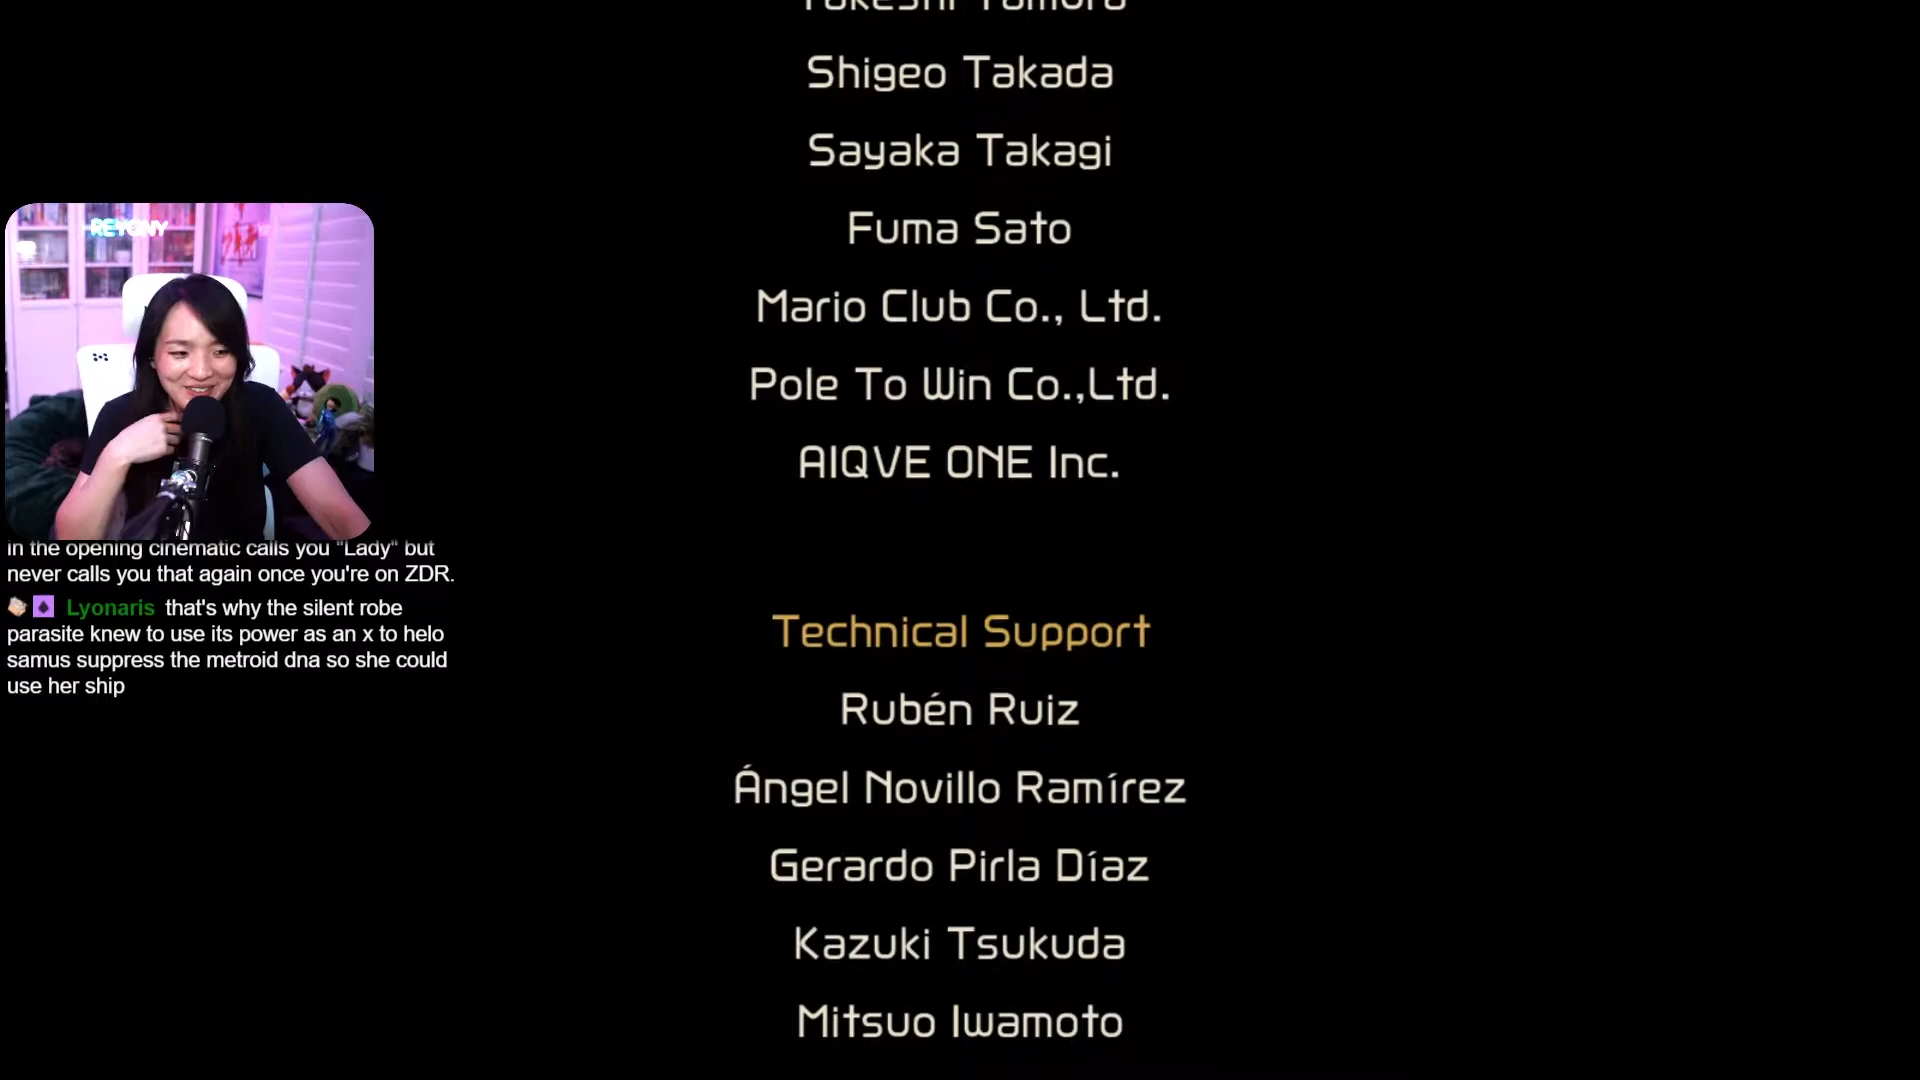 Takeshi Yamora
Shigeo Takada
Sayaka Takagi
Fuma Sato
Mario Club Co., Ltd.
Pole To Win Co.,Ltd.
AIQVE ONE Inc.
Technical Support
Rubén Ruiz
Ángel Novillo Ramírez
Gerardo Pirla Díaz
Kazuki Tsukuda
Mitsuo Iwamoto
REYONY
in the opening cinematic calls you "Lady" but
never calls you that again once you're on ZDR.
Lyonaris that's why the silent robe
parasite knew to use its power as an x to helo
samus suppress the metroid dna so she could
use her ship